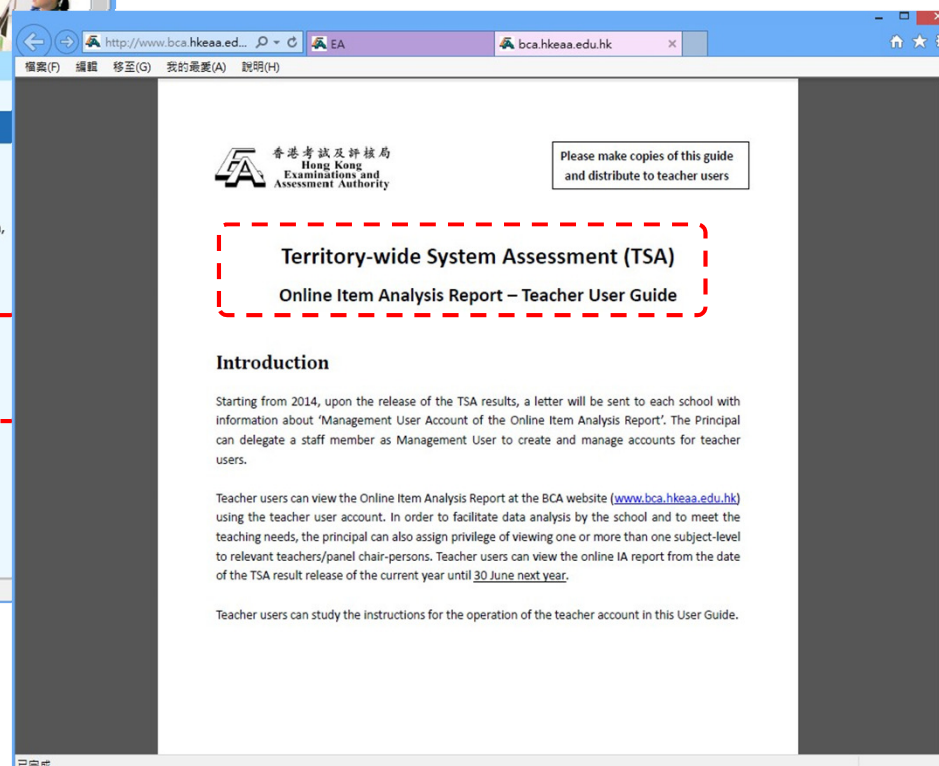 http://www.bca.hkeaa.ed...
EA
bca.hkeaa.edu.hk
檔案(F) 編輯 移至(G) 我的最愛(A) 說明(H)
香港考試及評核局
Hong Kong
Examinations and
Assessment Authority
Please make copies of this guide
and distribute to teacher users
Territory-wide System Assessment (TSA)
Online Item Analysis Report – Teacher User Guide
Introduction
Starting from 2014, upon the release of the TSA results, a letter will be sent to each school with
information about ‘Management User Account of the Online Item Analysis Report’. The Principal
can delegate a staff member as Management User to create and manage accounts for teacher
users.
Teacher users can view the Online Item Analysis Report at the BCA website (www.bca.hkeaa.edu.hk)
using the teacher user account. In order to facilitate data analysis by the school and to meet the
teaching needs, the principal can also assign privilege of viewing one or more than one subject-level
to relevant teachers/panel chair-persons. Teacher users can view the online IA report from the date
of the TSA result release of the current year until 30 June next year.
Teacher users can study the instructions for the operation of the teacher account in this User Guide.